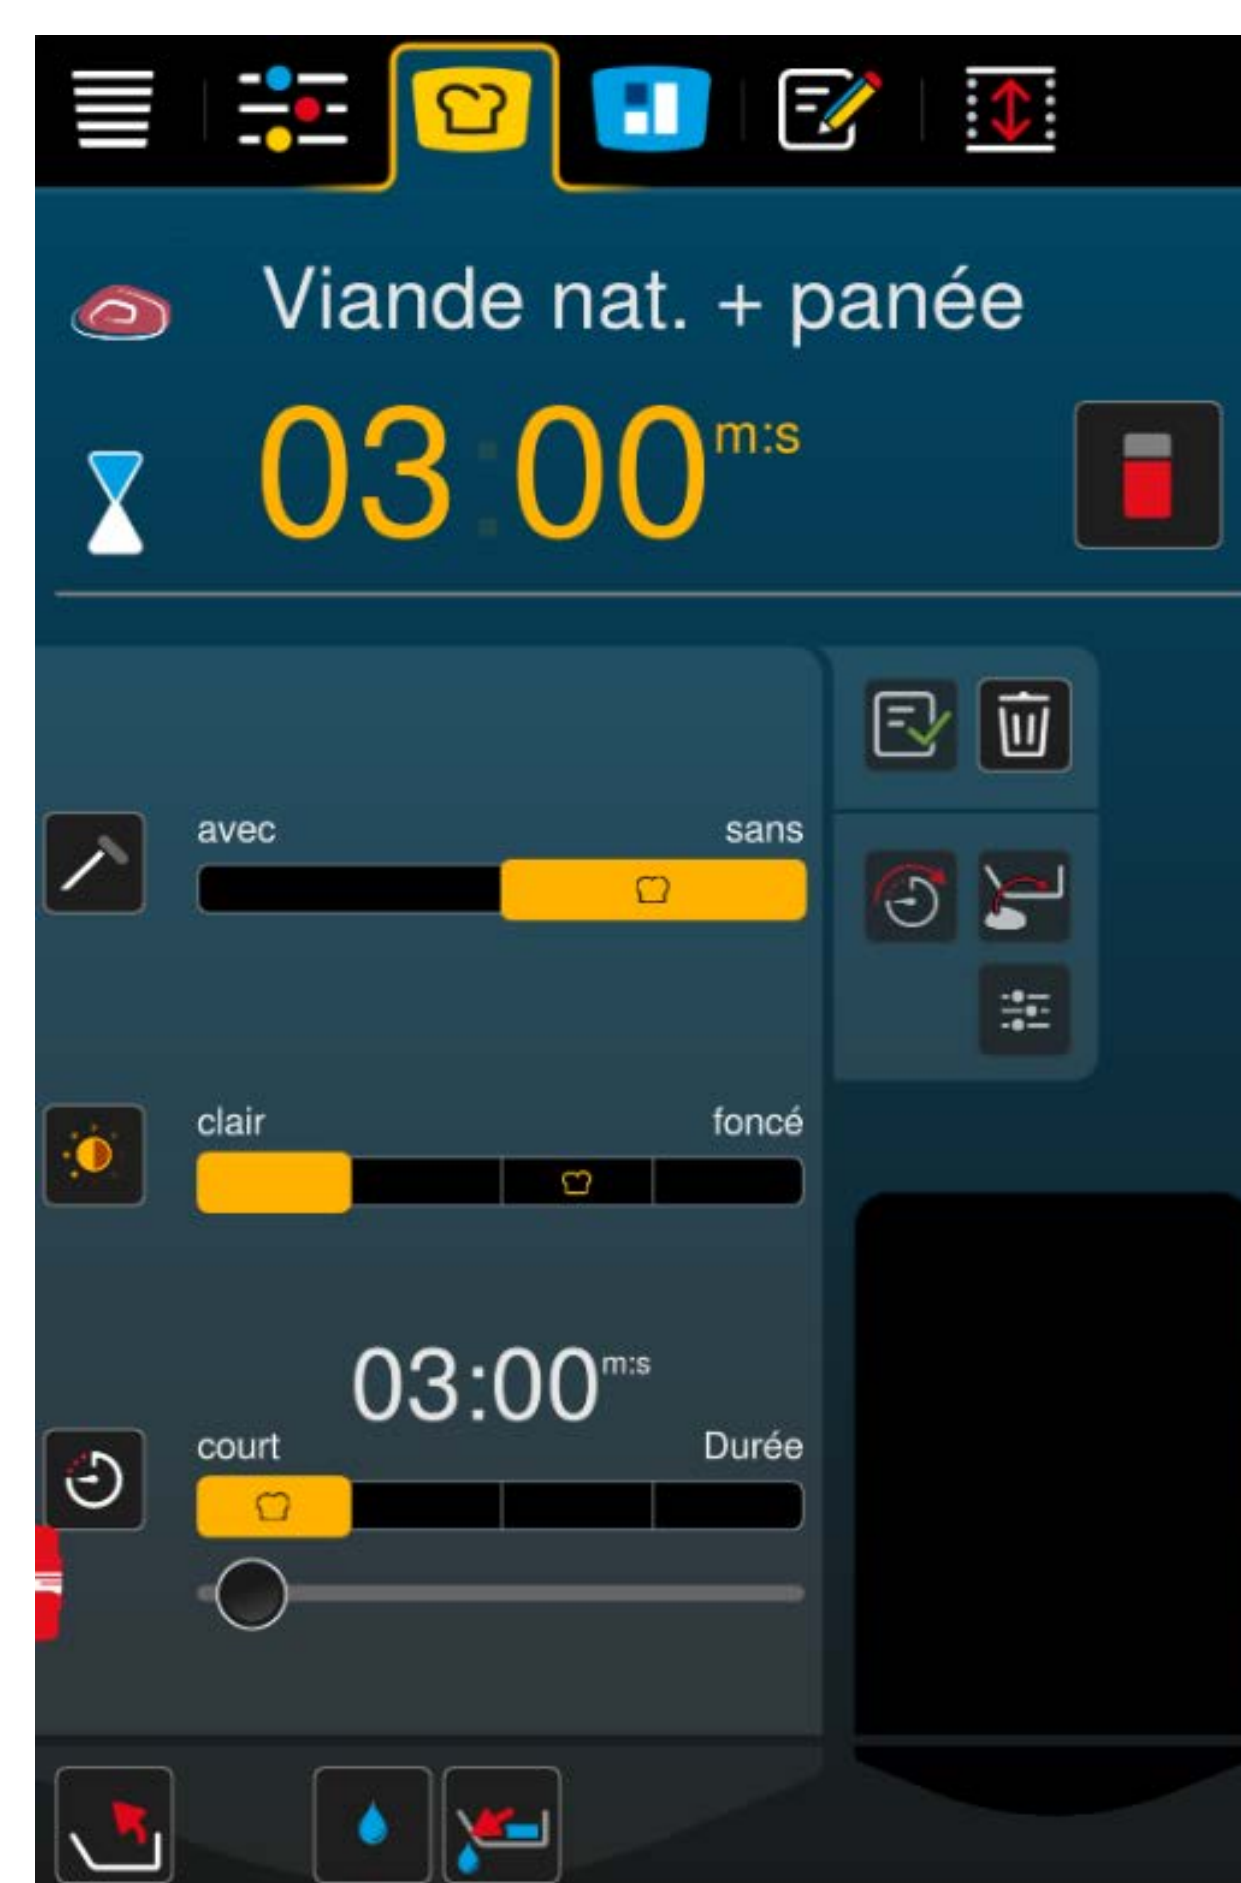 Viande nat. + panée
03:00 m:s
avec sans
clair foncé
03:00 m:s
court Durée